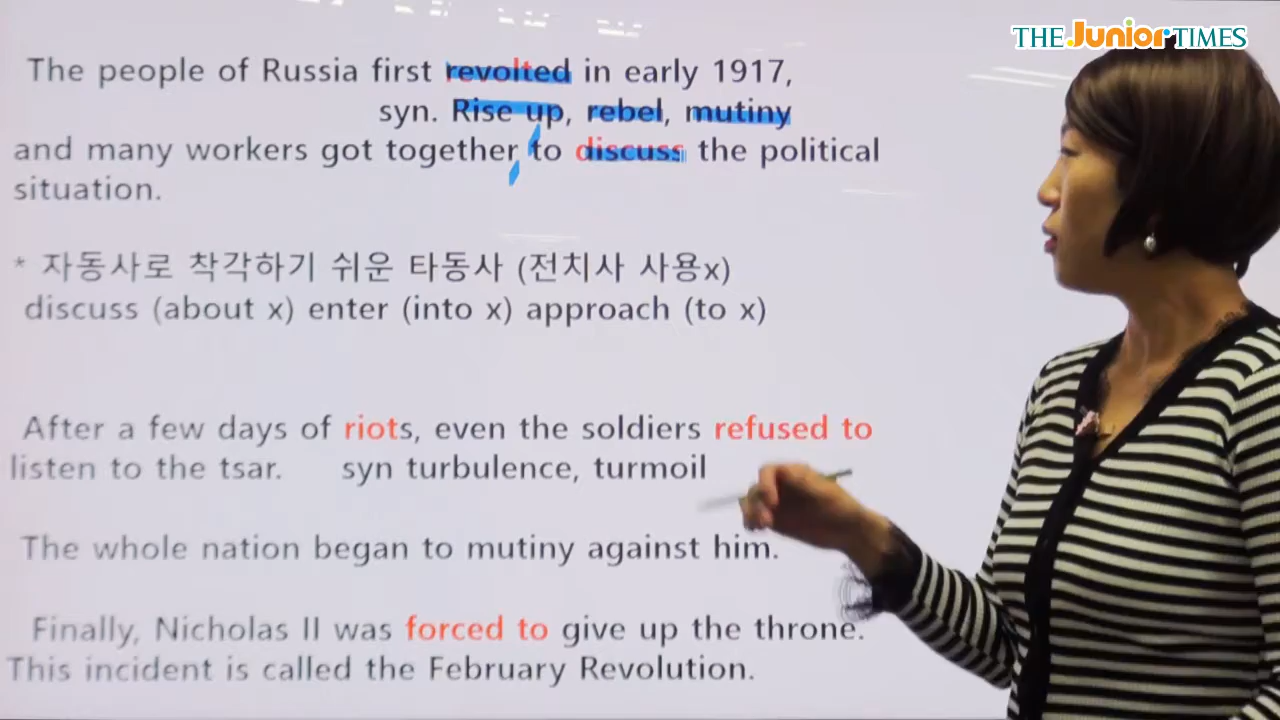 THE Junior TIMES
The people of Russia first revolted in early 1917,
syn. Rise up, rebel, mutiny
and many workers got together to discuss the political
situation.
* 자동사로 착각하기 쉬운 타동사 (전치사 사용x)
discuss (about x) enter (into x) approach (to x)
After a few days of riots, even the soldiers refused to
listen to the tsar. syn turbulence, turmoil
The whole nation began to mutiny against him.
Finally, Nicholas II was forced to give up the throne.
This incident is called the February Revolution.